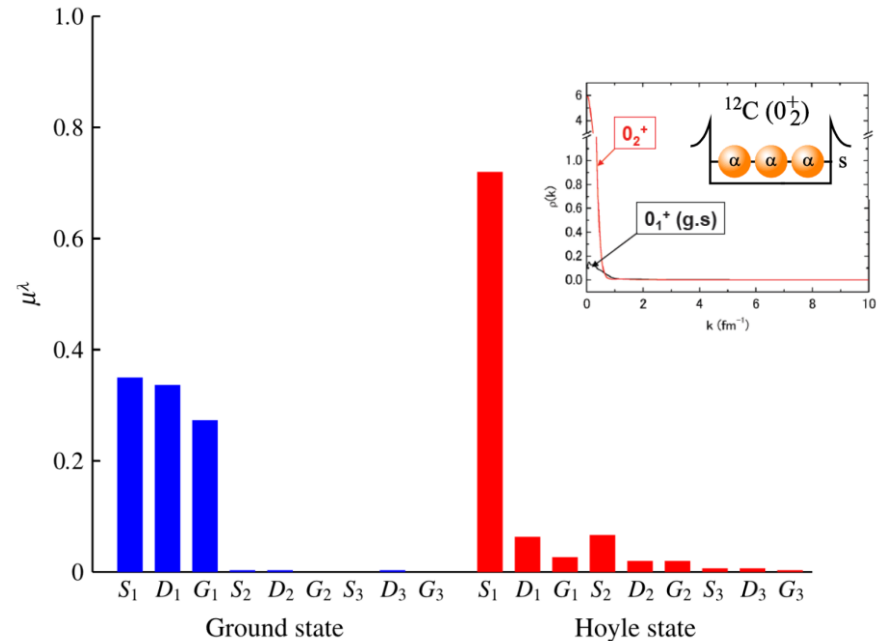 1.0
0.8
0.6
0.4
0.2
0
μ^λ
S₁ D₁ G₁ S₂ D₂ G₂ S₃ D₃ G₃
S₁ D₁ G₁ S₂ D₂ G₂ S₃ D₃ G₃
Ground state
Hoyle state
6
4
1.0
0.8
0.6
0.4
0.2
0.0
ρ(k)
0 2 4 6 8 10
k (fm⁻¹)
0₂⁺
0₁⁺ (g.s)
¹²C (0₂⁺)
α α α s